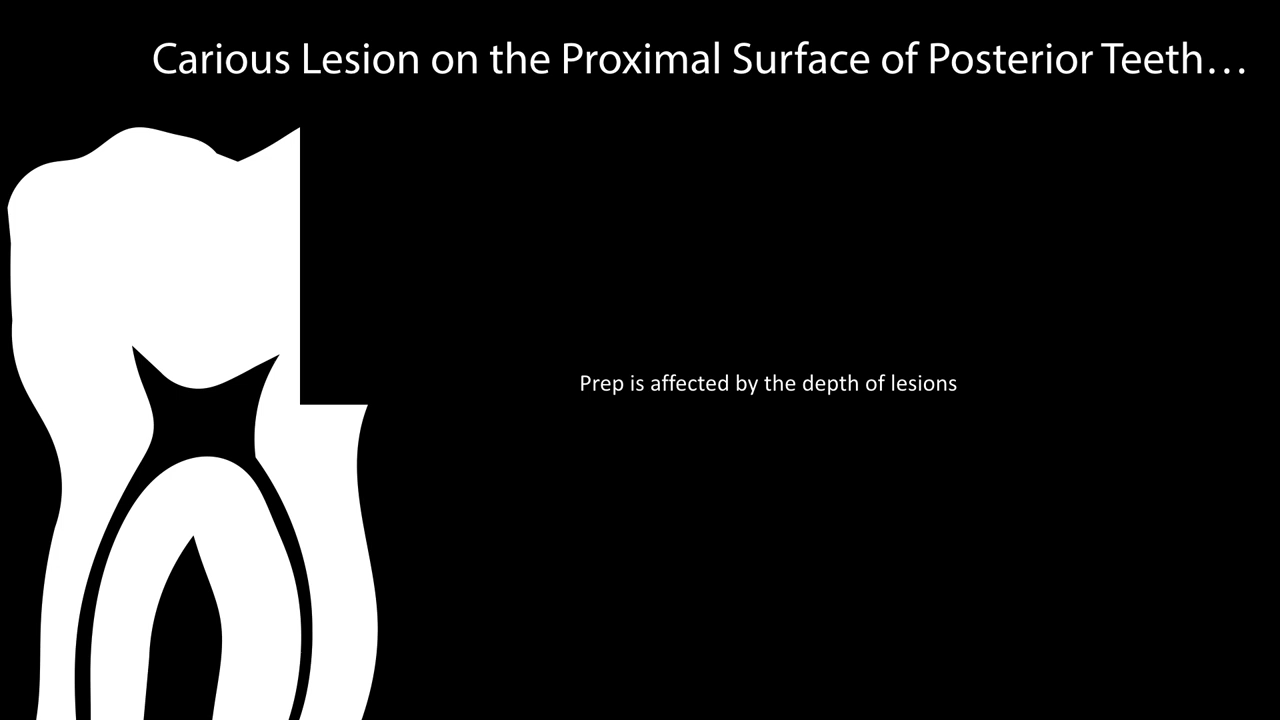 Carious Lesion on the Proximal Surface of Posterior Teeth…
Prep is affected by the depth of lesions